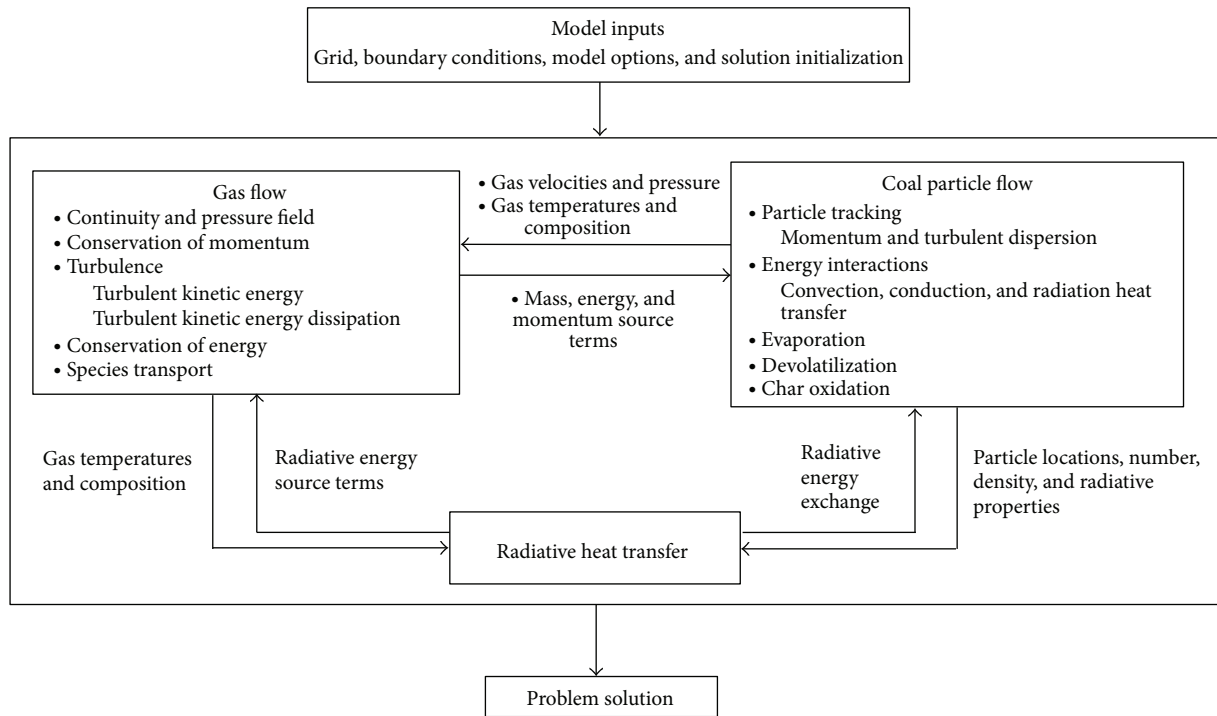 Model inputs
Grid, boundary conditions, model options, and solution initialization
Gas flow
• Continuity and pressure field
• Conservation of momentum
• Turbulence
Turbulent kinetic energy
Turbulent kinetic energy dissipation
• Conservation of energy
• Species transport
• Gas velocities and pressure
• Gas temperatures and
composition
• Mass, energy, and
momentum source
terms
Coal particle flow
• Particle tracking
Momentum and turbulent dispersion
• Energy interactions
Convection, conduction, and radiation heat
transfer
• Evaporation
• Devolatilization
• Char oxidation
Gas temperatures
and composition
Radiative energy
source terms
Radiative
energy
exchange
Particle locations, number,
density, and radiative
properties
Radiative heat transfer
Problem solution